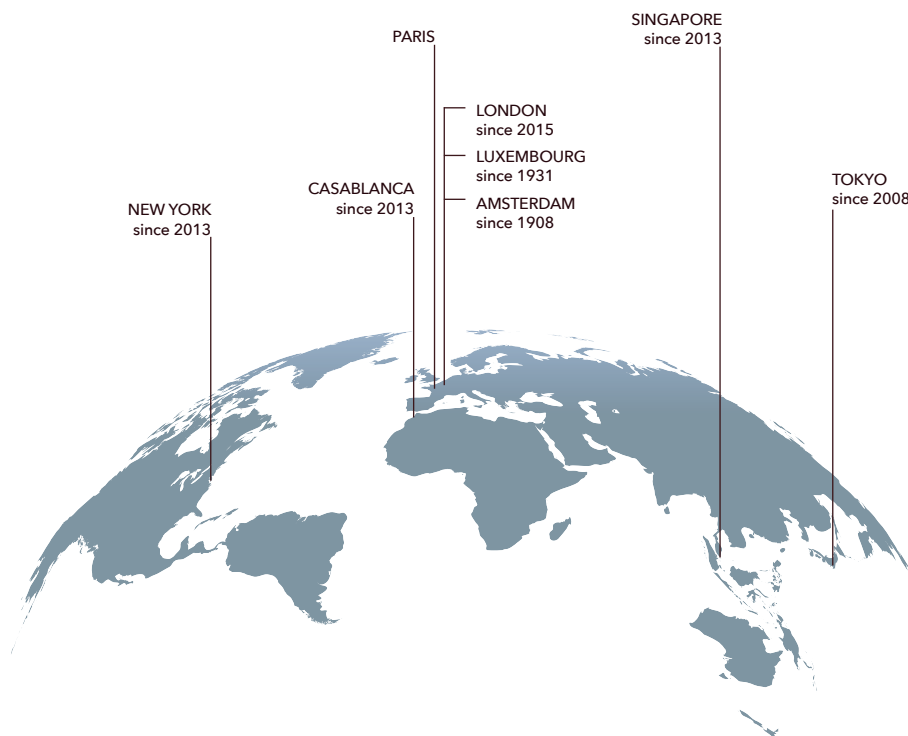 SINGAPORE
since 2013
PARIS
LONDON
since 2015
LUXEMBOURG
since 1931
CASABLANCA
since 2013
AMSTERDAM
since 1908
TOKYO
since 2008
NEW YORK
since 2013